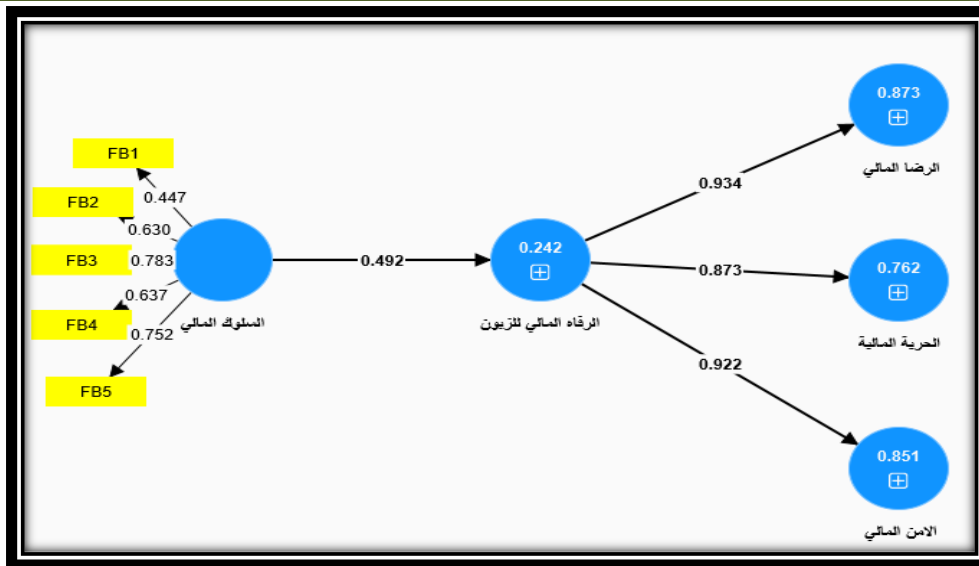 0.873
الرضا المالي
FB1
0.934
0.447
FB2
0.630
FB3
0.783
0.492
0.242
0.873
0.762
0.637
FB4
السلوك المالي
الرفاه المالي للزبون
الحرية المالية
0.752
0.922
FB5
0.851
الامن المالي